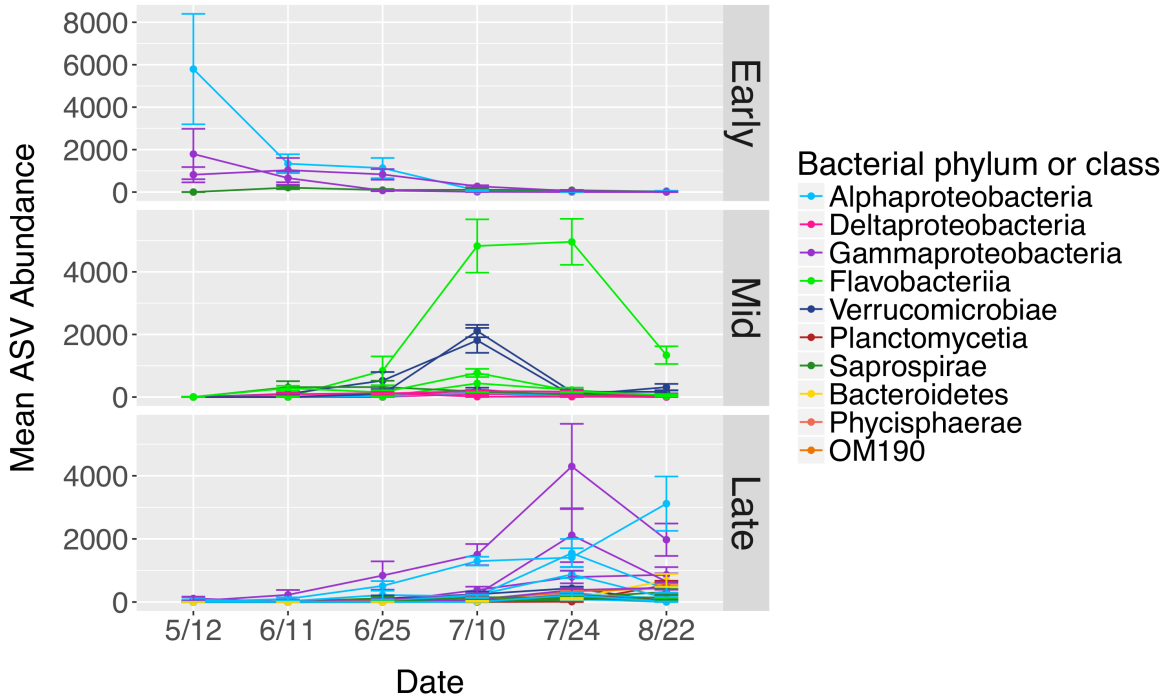 Mean ASV Abundance
8000
6000
4000
2000
0
Early
4000
2000
0
Mid
4000
2000
0
Late
5/12 6/11 6/25 7/10 7/24 8/22
Date
Bacterial phylum or class
Alphaproteobacteria
Deltaproteobacteria
Gammaproteobacteria
Flavobacteriia
Verrucomicrobiae
Planctomycetia
Saprospirae
Bacteroidetes
Phycisphaerae
OM190